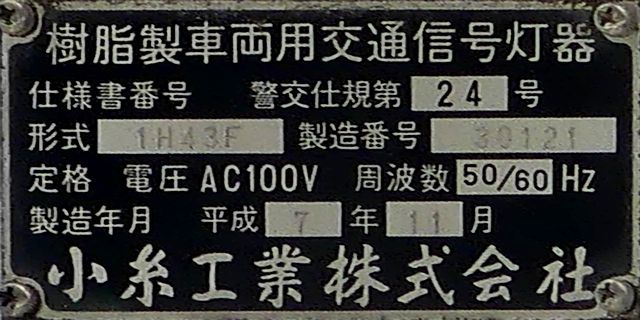 樹脂製車両用交通信号灯器
仕様書番号 警交仕規第 24 号
形式 1H43F 製造番号 30121
定格 電圧 AC100V 周波数 50/60 Hz
製造年月 平成 7 年 11 月
小糸工業株式会社